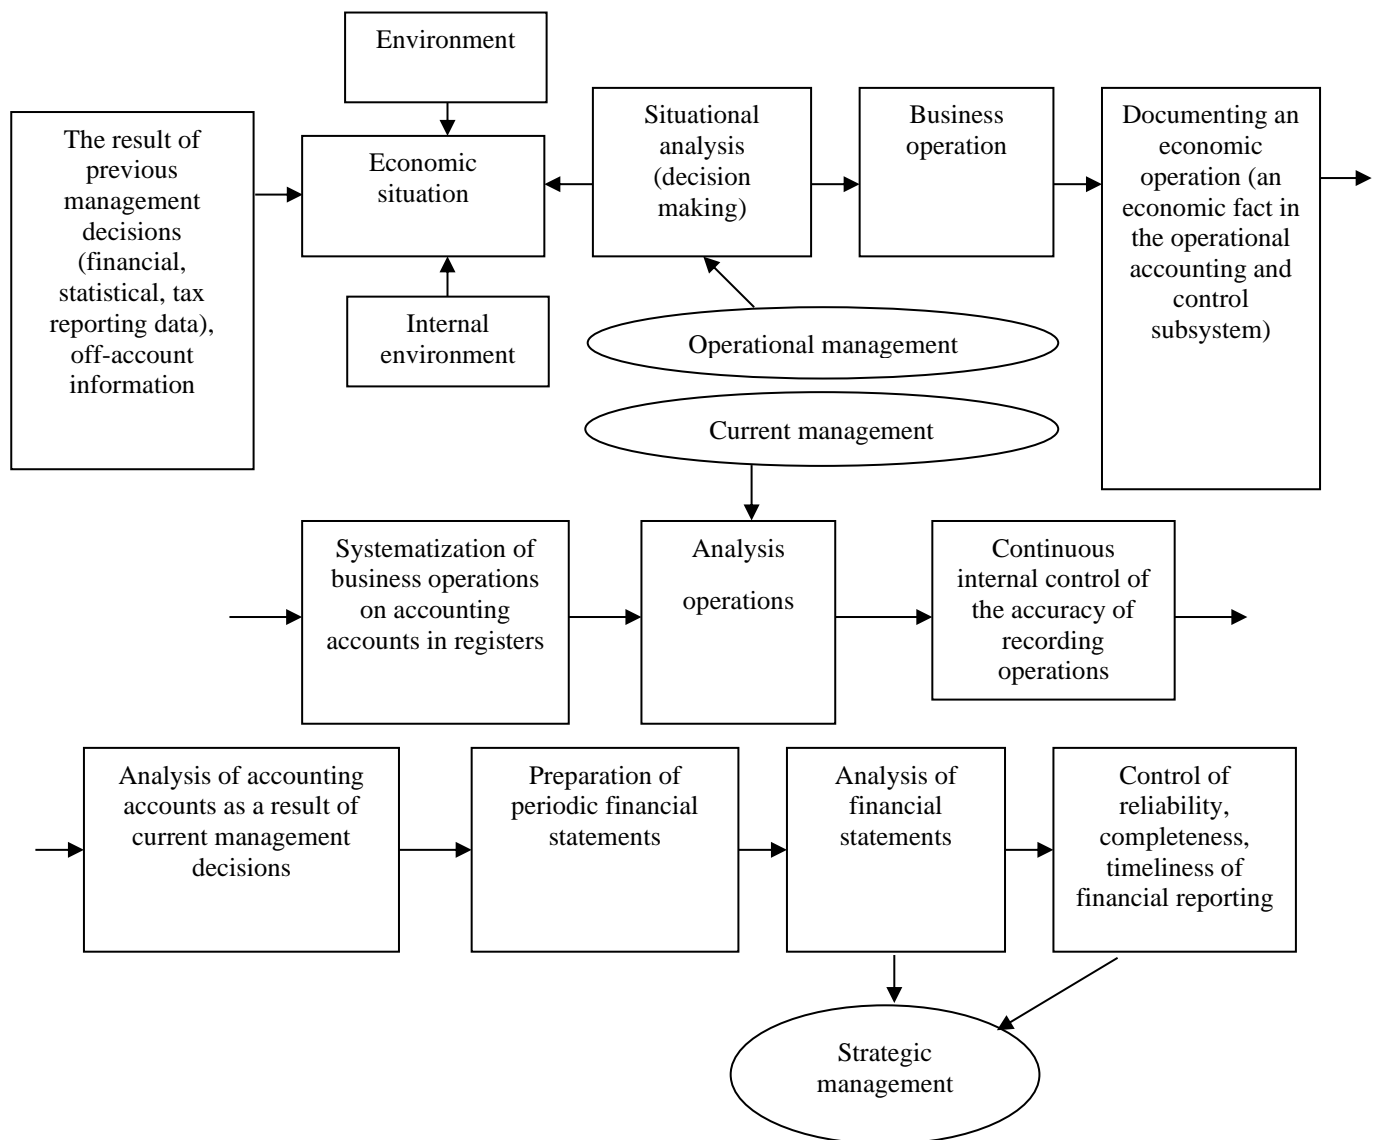 Environment
The result of
previous
management
decisions
(financial,
statistical, tax
reporting data),
off-account
information
Economic
situation
Internal
environment
Situational
analysis
(decision
making)
Business
operation
Documenting an
economic
operation (an
economic fact in
the operational
accounting and
control
subsystem)
Operational management
Current management
Systematization of
business operations
on accounting
accounts in registers
Analysis
operations
Continuous
internal control of
the accuracy of
recording
operations
Analysis of accounting
accounts as a result of
current management
decisions
Preparation of
periodic financial
statements
Analysis of
financial
statements
Control of
reliability,
completeness,
timeliness of
financial reporting
Strategic
management